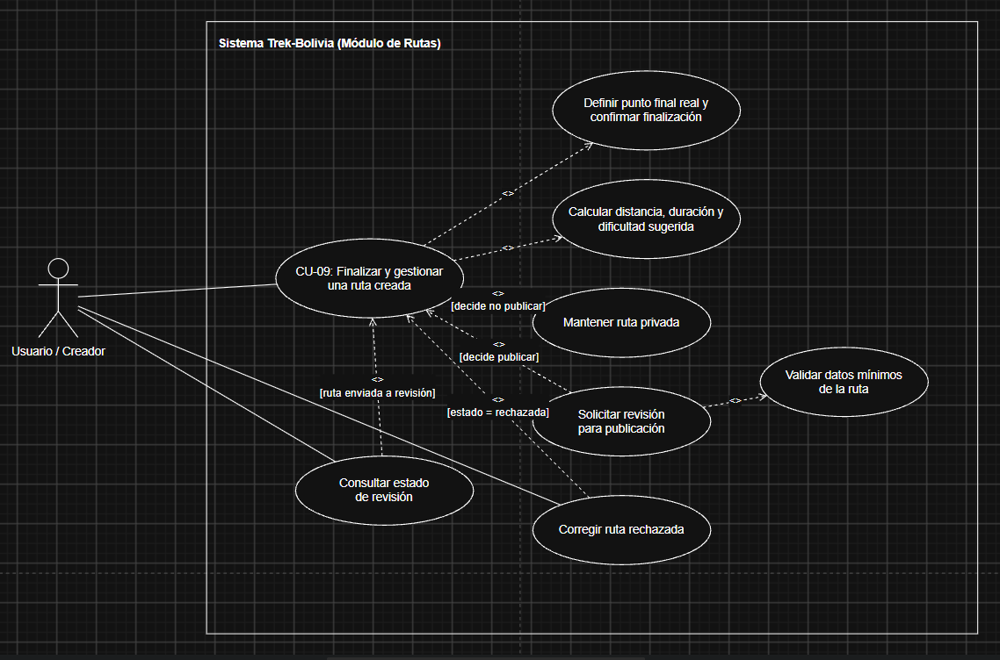 Sistema Trek-Bolivia (Módulo de Rutas)
Definir punto final real y
confirmar finalización
<>
Calcular distancia, duración y
dificultad sugerida
<>
CU-09: Finalizar y gestionar
una ruta creada
<>
[decide no publicar]
Mantener ruta privada
Usuario / Creador
<>
[decide publicar]
Validar datos mínimos
de la ruta
<>
[ruta enviada a revisión]
<>
[estado = rechazada]
Solicitar revisión
para publicación
<>
Consultar estado
de revisión
Corregir ruta rechazada